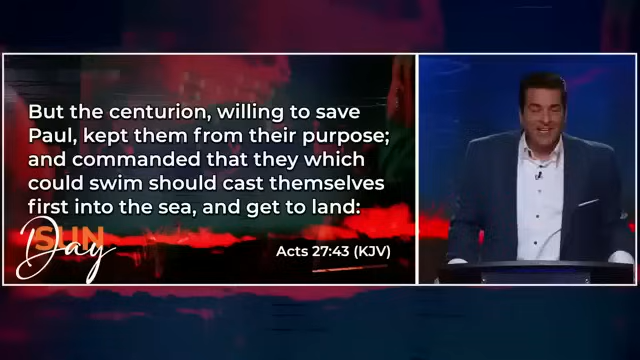 But the centurion, willing to save
Paul, kept them from their purpose;
and commanded that they which
could swim should cast themselves
first into the sea, and get to land:
SUN
Day
Acts 27:43 (KJV)